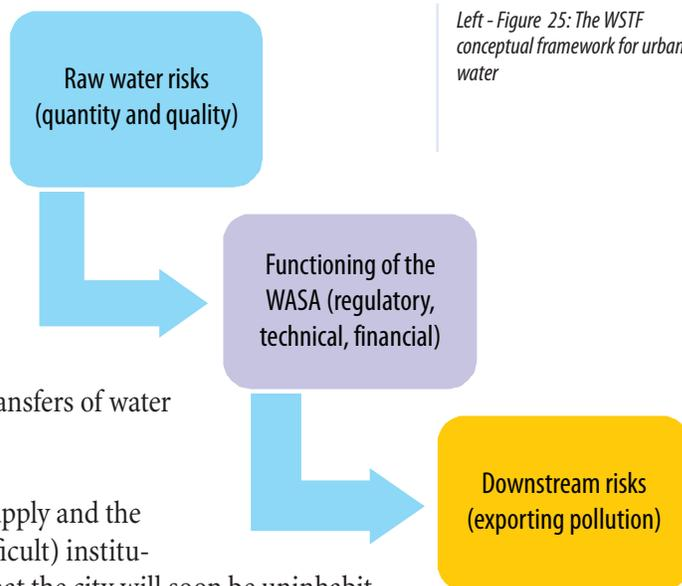 Left - Figure 25: The WSTF
conceptual framework for urban
water
Raw water risks
(quantity and quality)
Functioning of the
WASA (regulatory,
technical, financial)
Downstream risks
(exporting pollution)
ansfers of water
pply and the
ficult) institu-
at the city will soon be uninhabit